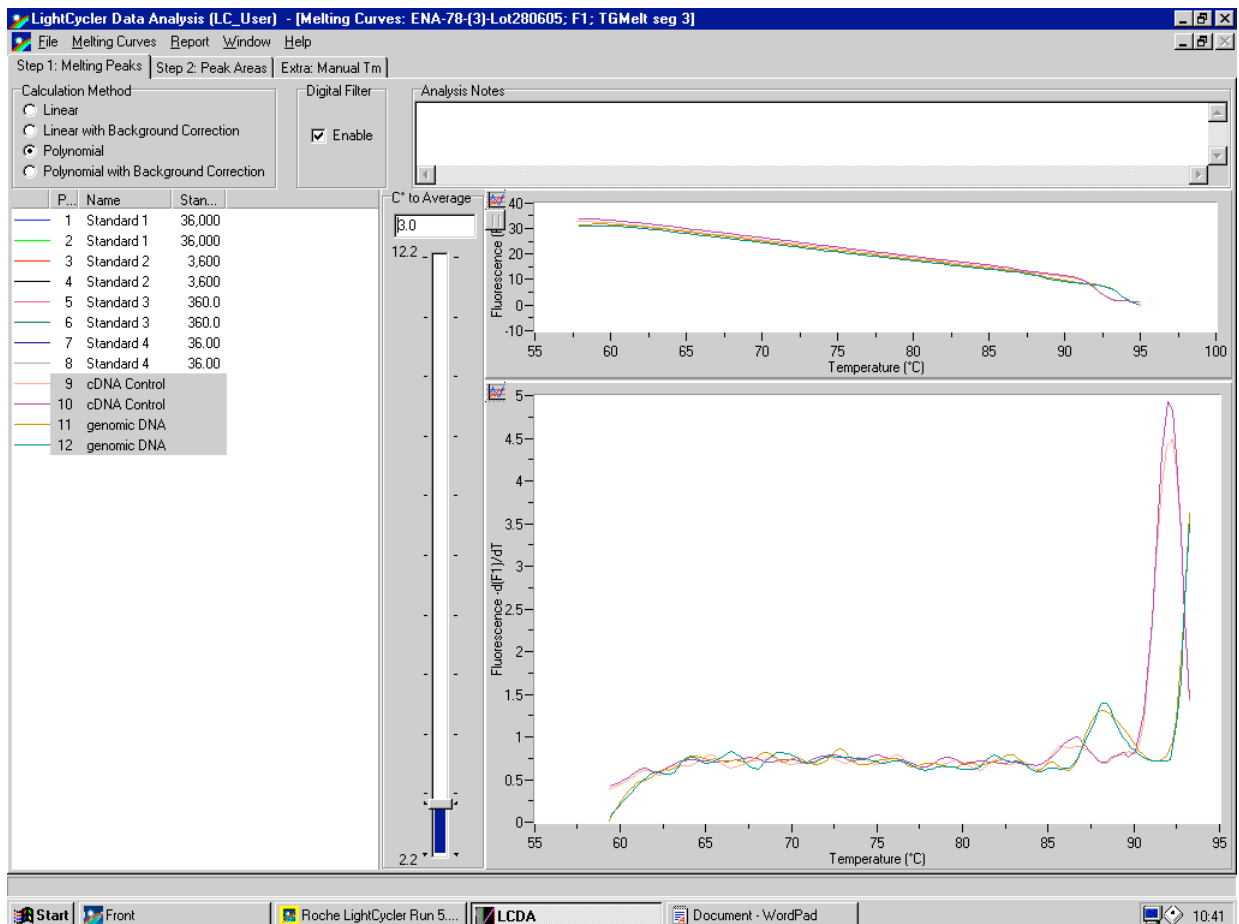 LightCycler Data Analysis (LC_User) - [Melting Curves: ENA-78-(3)-Lot280605; F1; TGMelt seg 3]
File Melting Curves Report Window Help
Step 1: Melting Peaks Step 2: Peak Areas Extra: Manual Tm
Calculation Method
Linear
Linear with Background Correction
Polynomial
Polynomial with Background Correction
Digital Filter
Enable
Analysis Notes
P... Name Stan...
1 Standard 1 36,000
2 Standard 1 36,000
3 Standard 2 3,600
4 Standard 2 3,600
5 Standard 3 360.0
6 Standard 3 360.0
7 Standard 4 36.00
8 Standard 4 36.00
9 cDNA Control
10 cDNA Control
11 genomic DNA
12 genomic DNA
C° to Average
3.0
12.2
2.2
40
30
20
10
0
-10
Fluorescence
55 60 65 70 75 80 85 90 95 100
Temperature (°C)
5
4.5
4
3.5
3
2.5
2
1.5
1
0.5
0
Fluorescence -d(F1)/dT
55 60 65 70 75 80 85 90 95
Temperature (°C)
Start Front Roche LightCycler Run 5.... LCDA Document - WordPad 10:41